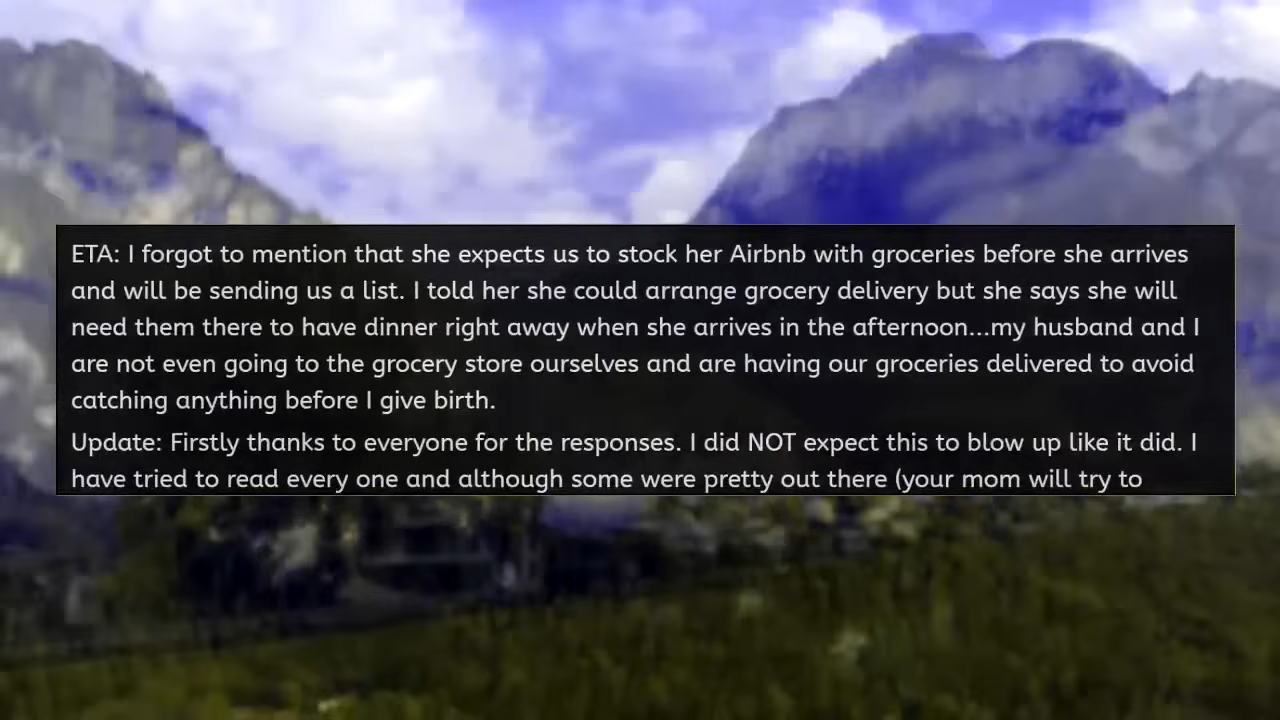 ETA: I forgot to mention that she expects us to stock her Airbnb with groceries before she arrives
and will be sending us a list. I told her she could arrange grocery delivery but she says she will
need them there to have dinner right away when she arrives in the afternoon...my husband and I
are not even going to the grocery store ourselves and are having our groceries delivered to avoid
catching anything before I give birth.
Update: Firstly thanks to everyone for the responses. I did NOT expect this to blow up like it did. I
have tried to read every one and although some were pretty out there (your mom will try to